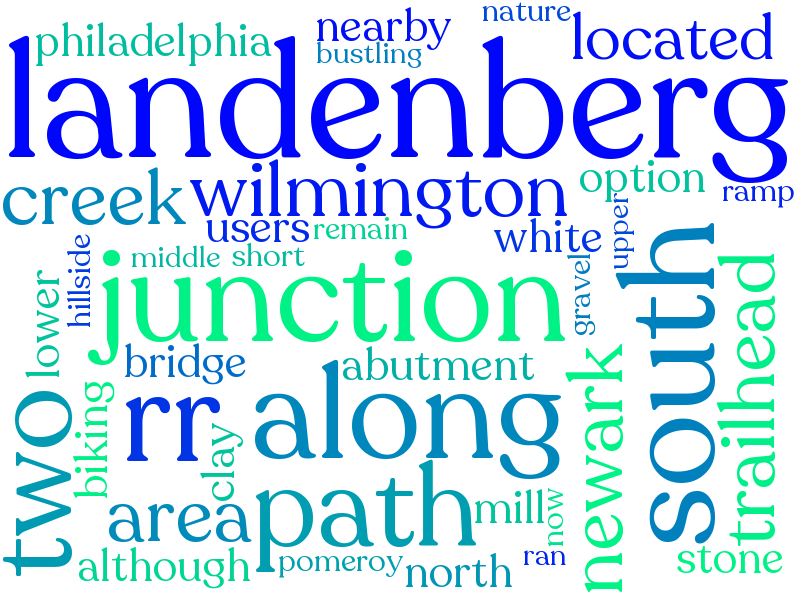 nature
philadelphia
nearby
located
bustling
landenberg
creek
wilmington
option
ramp
users
remain
white
upper
hillside
middle
short
junction
gravel
south
lower
bridge
abutment
trailhead
newark
two
biking
rr
along
clay
area
path
mill
now
although
pomeroy
north
ran
stone